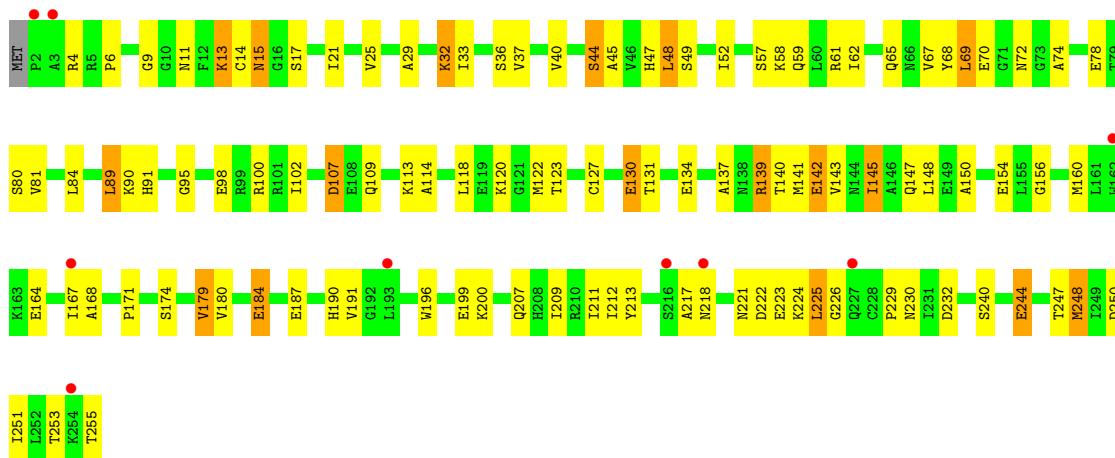 MET P2 A3 R4 R5 P6 G9 G10 N11 F12 K13 C14 N15 G16 S17 I21 V25 A29 K32 I33 S36 V37 V40 S44 A45 V46 H47 L48 S49 I52 S57 K58 Q59 L60 R61 I62 Q65 N66 V67 Y68 L69 E70 G71 N72 G73 A74 E78 T79
S80 V81 L84 L89 K90 H91 G95 E98 R99 R100 R101 I102 D107 E108 Q109 K113 A114 L118 E119 K120 G121 M122 T123 C127 E130 T131 E134 A137 N138 R139 T140 M141 E142 V143 N144 I145 A146 Q147 L148 E149 A150 E154 L155 G156 M160 L161 W162
K163 E164 I167 A168 P171 S174 V179 V180 E184 E187 H190 V191 G192 L193 W196 E199 K200 Q207 H208 I209 R210 I211 I212 Y213 S216 A217 N218 N221 D222 E223 K224 L225 G226 Q227 C228 P229 N230 I231 D232 S240 E244 T247 M248 I249 D250
I251 L252 T253 K254 T255